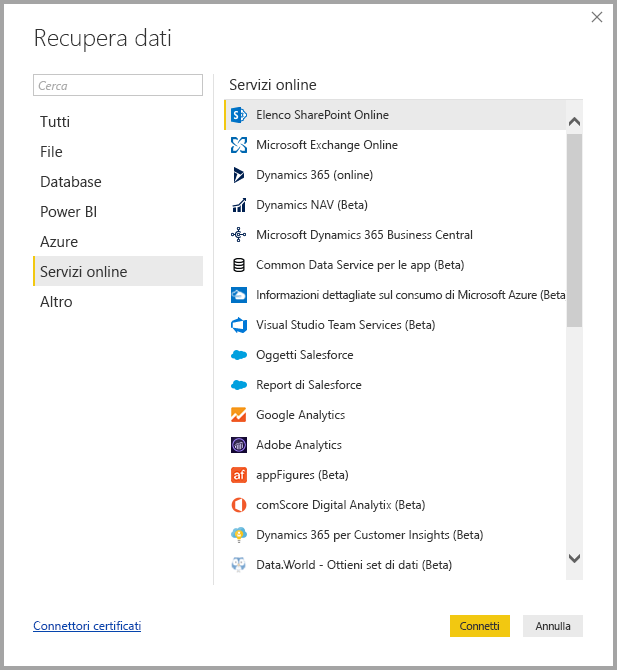 Recupera dati
Cerca
Tutti
File
Database
Power BI
Azure
Servizi online
Altro
Servizi online
Elenco SharePoint Online
Microsoft Exchange Online
Dynamics 365 (online)
Dynamics NAV (Beta)
Microsoft Dynamics 365 Business Central
Common Data Service per le app (Beta)
Informazioni dettagliate sul consumo di Microsoft Azure (Beta
Visual Studio Team Services (Beta)
Oggetti Salesforce
Report di Salesforce
Google Analytics
Adobe Analytics
af appFigures (Beta)
comScore Digital Analytix (Beta)
Dynamics 365 per Customer Insights (Beta)
Data.World - Ottieni set di dati (Beta)
Connettori certificati
Connetti
Annulla